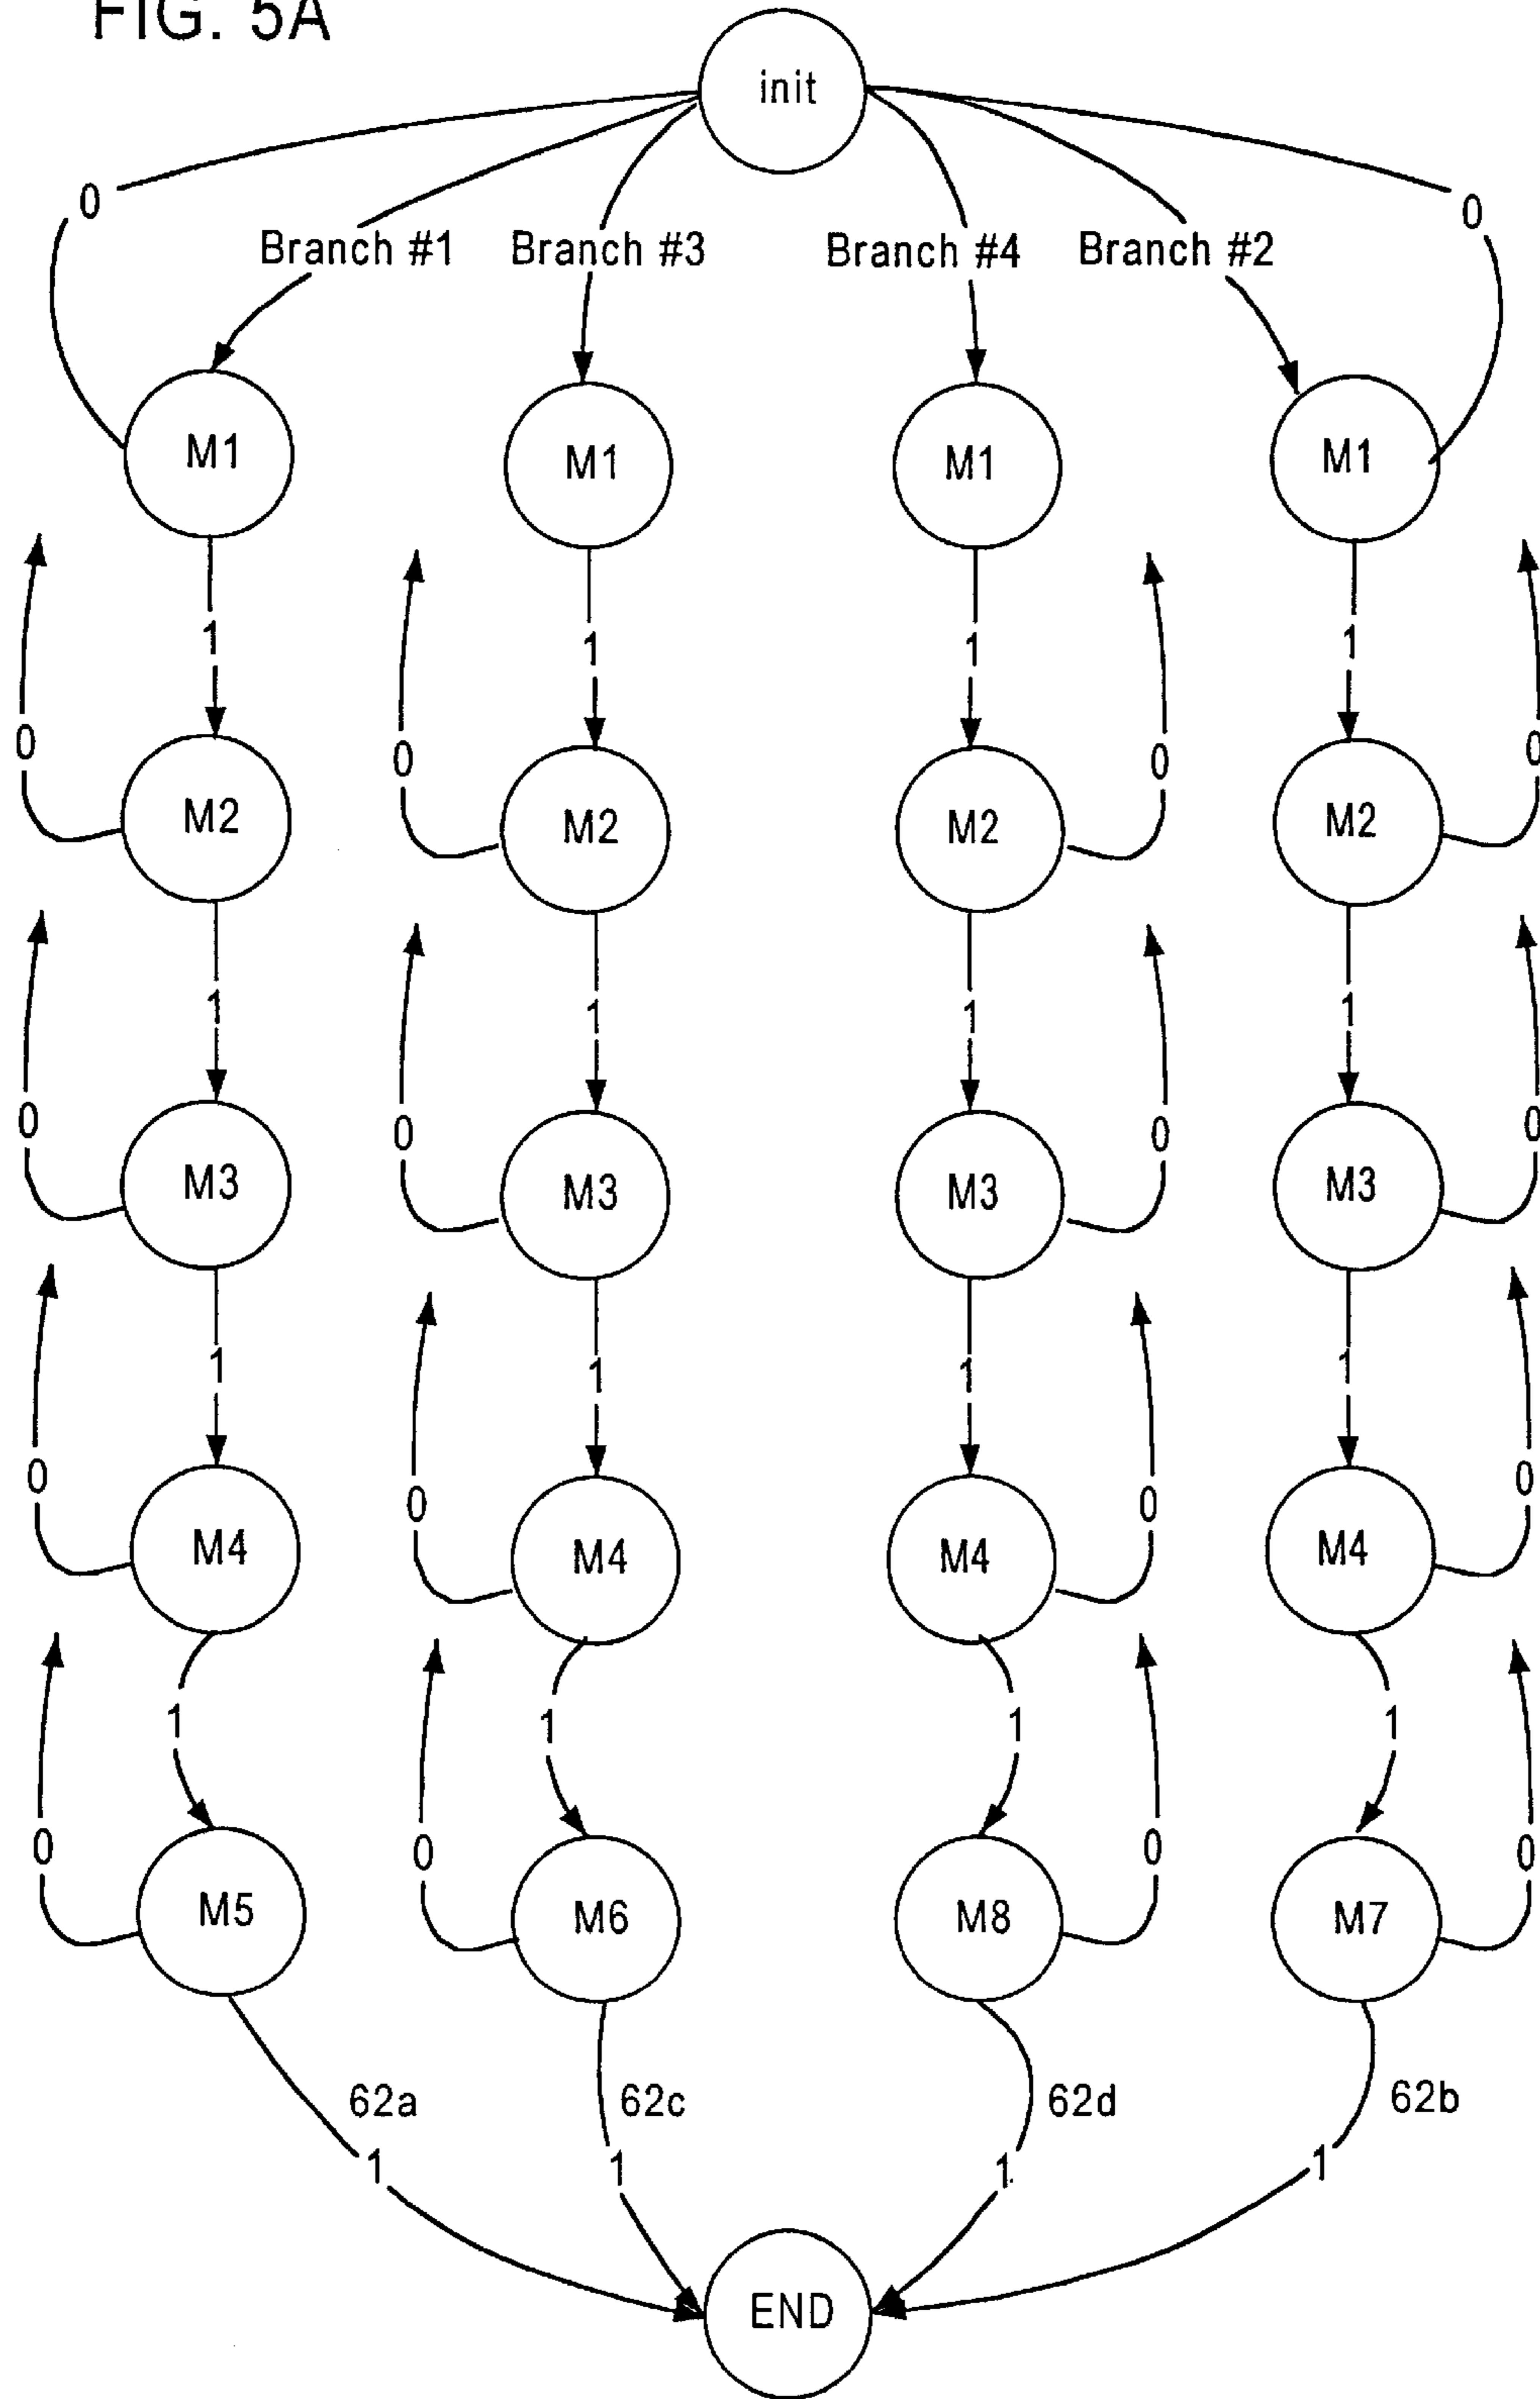 FIG. 5A
init
0
0
Branch #1 Branch #3 Branch #4 Branch #2
M1 M1 M1 M1
1 1 1 1
0 0 0 0
M2 M2 M2 M2
1 1 1 1
0 0 0 0
M3 M3 M3 M3
1 1 1 1
0 0 0 0
M4 M4 M4 M4
1 1 1 1
0 0 0 0
M5 M6 M8 M7
62a 62c 62d 62b
1 1 1 1
END